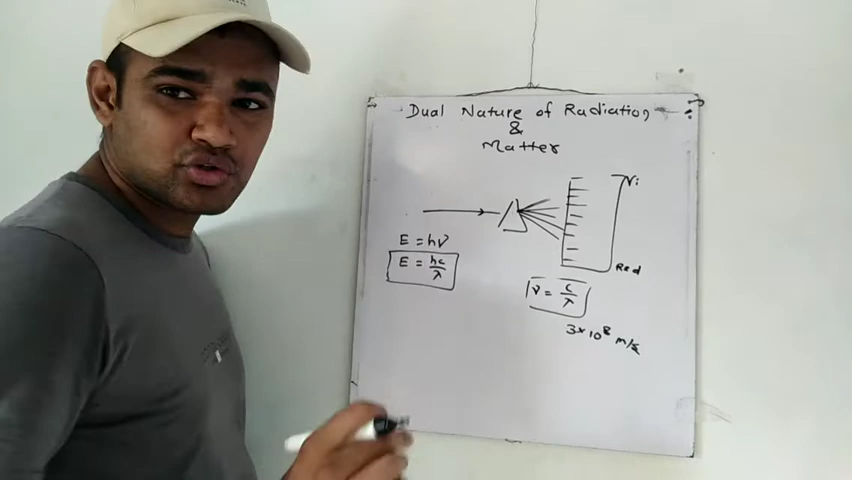 Dual Nature of Radiation
&
Matter
Vi
E = hν
E = hc/λ
Red
ν = c/λ
3×10⁸ m/s